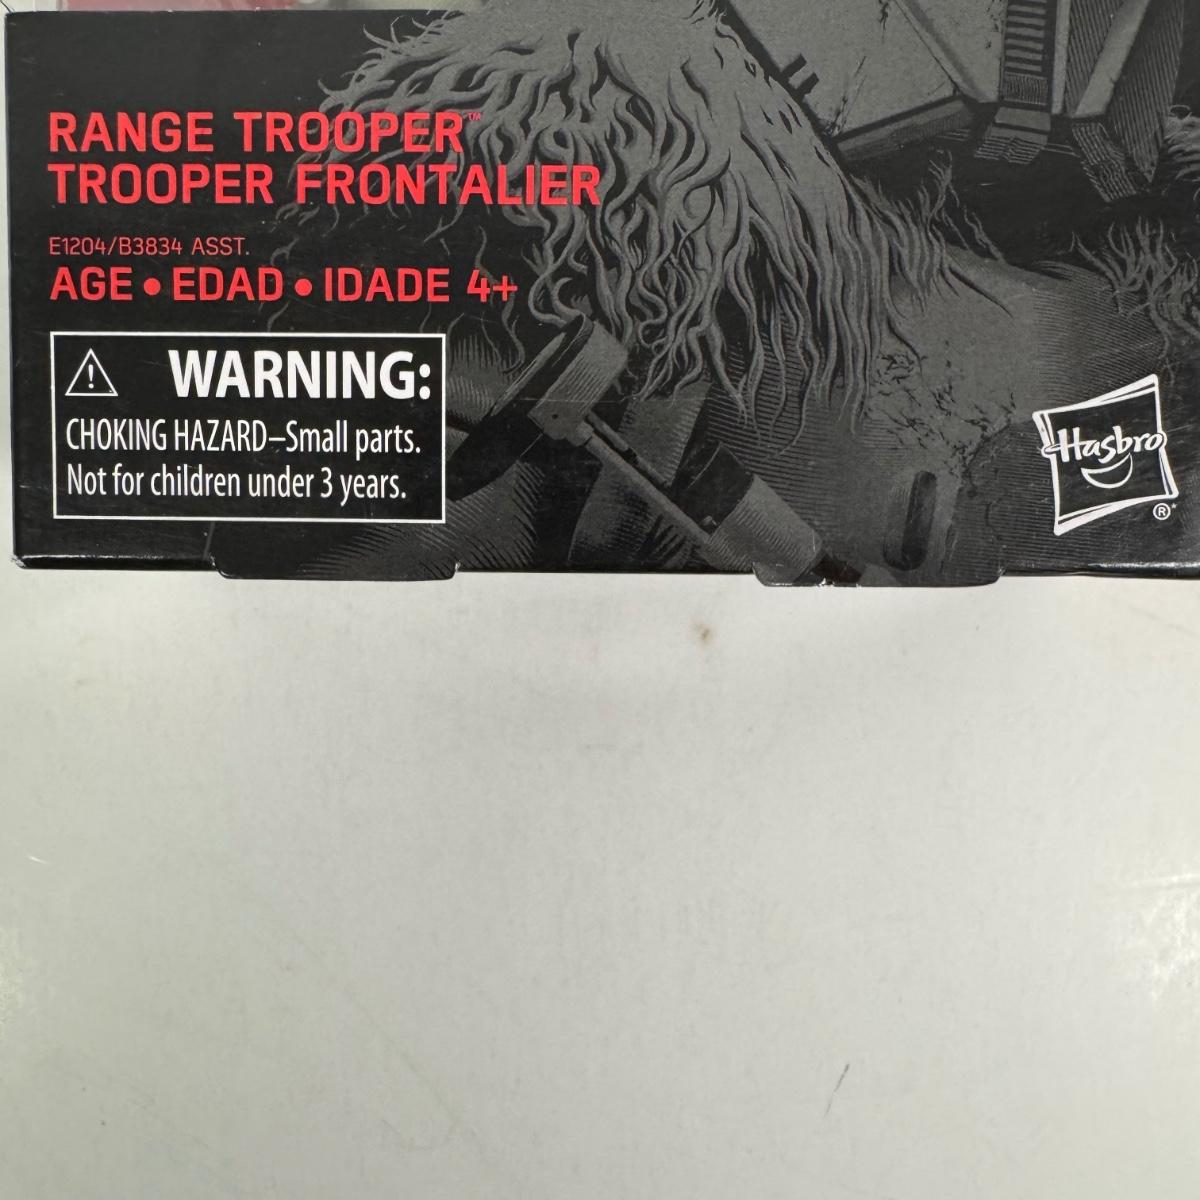 RANGE TROOPER™
TROOPER FRONTALIER
E1204/B3834 ASST.
AGE • EDAD • IDADE 4+
WARNING:
CHOKING HAZARD–Small parts.
Not for children under 3 years.
Hasbro
®*